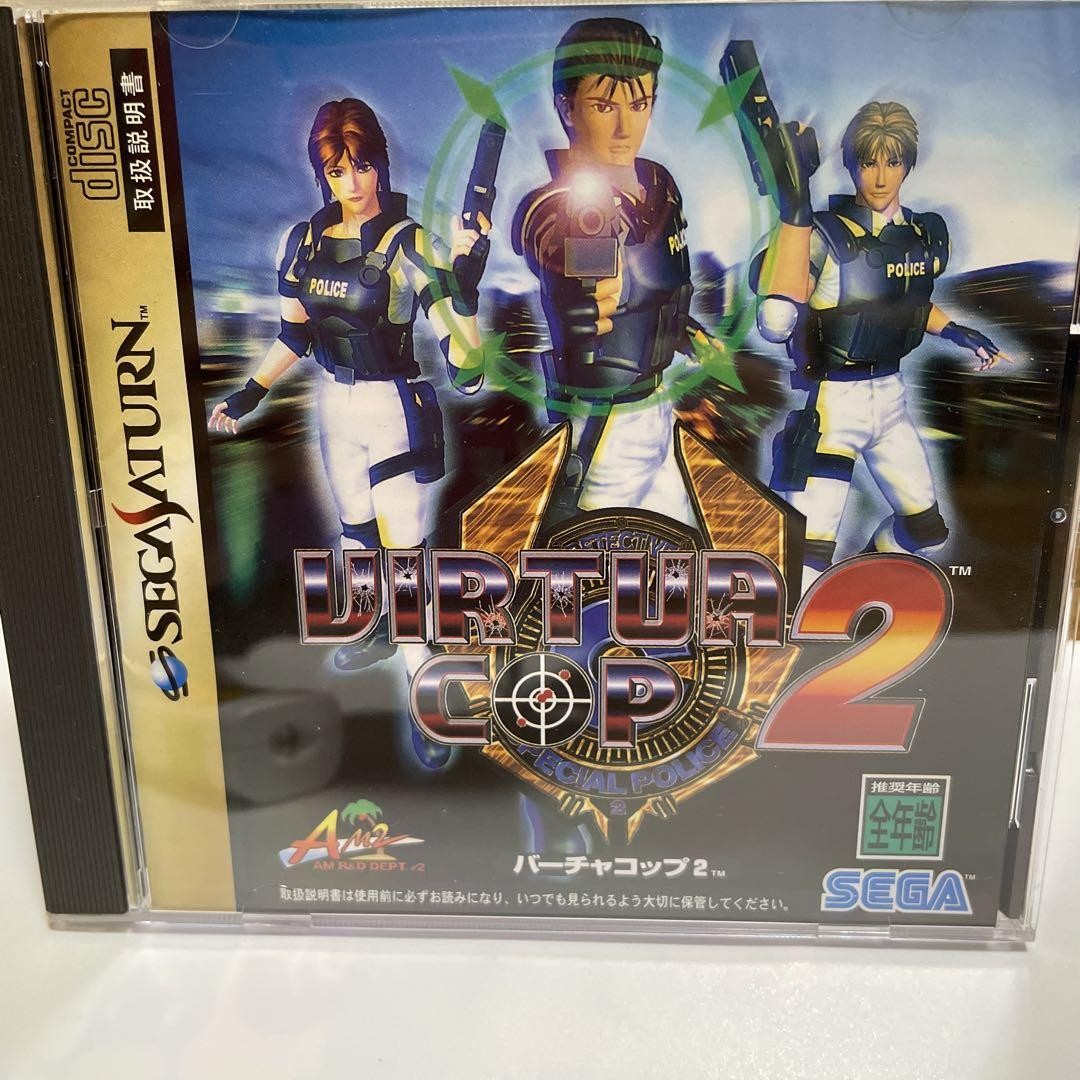 COMPACT
disc
取扱説明書
SEGA SATURN™
POLICE
POLICE
POLICE
DETECTIVE
VIRTUA
COP
2™
SPECIAL POLICE
2
AM2
AM R&D DEPT. #2
バーチャコップ2™
推奨年齢
全年齢
SEGA™
取扱説明書は使用前に必ずお読みになり、いつでも見られるよう大切に保管してください。